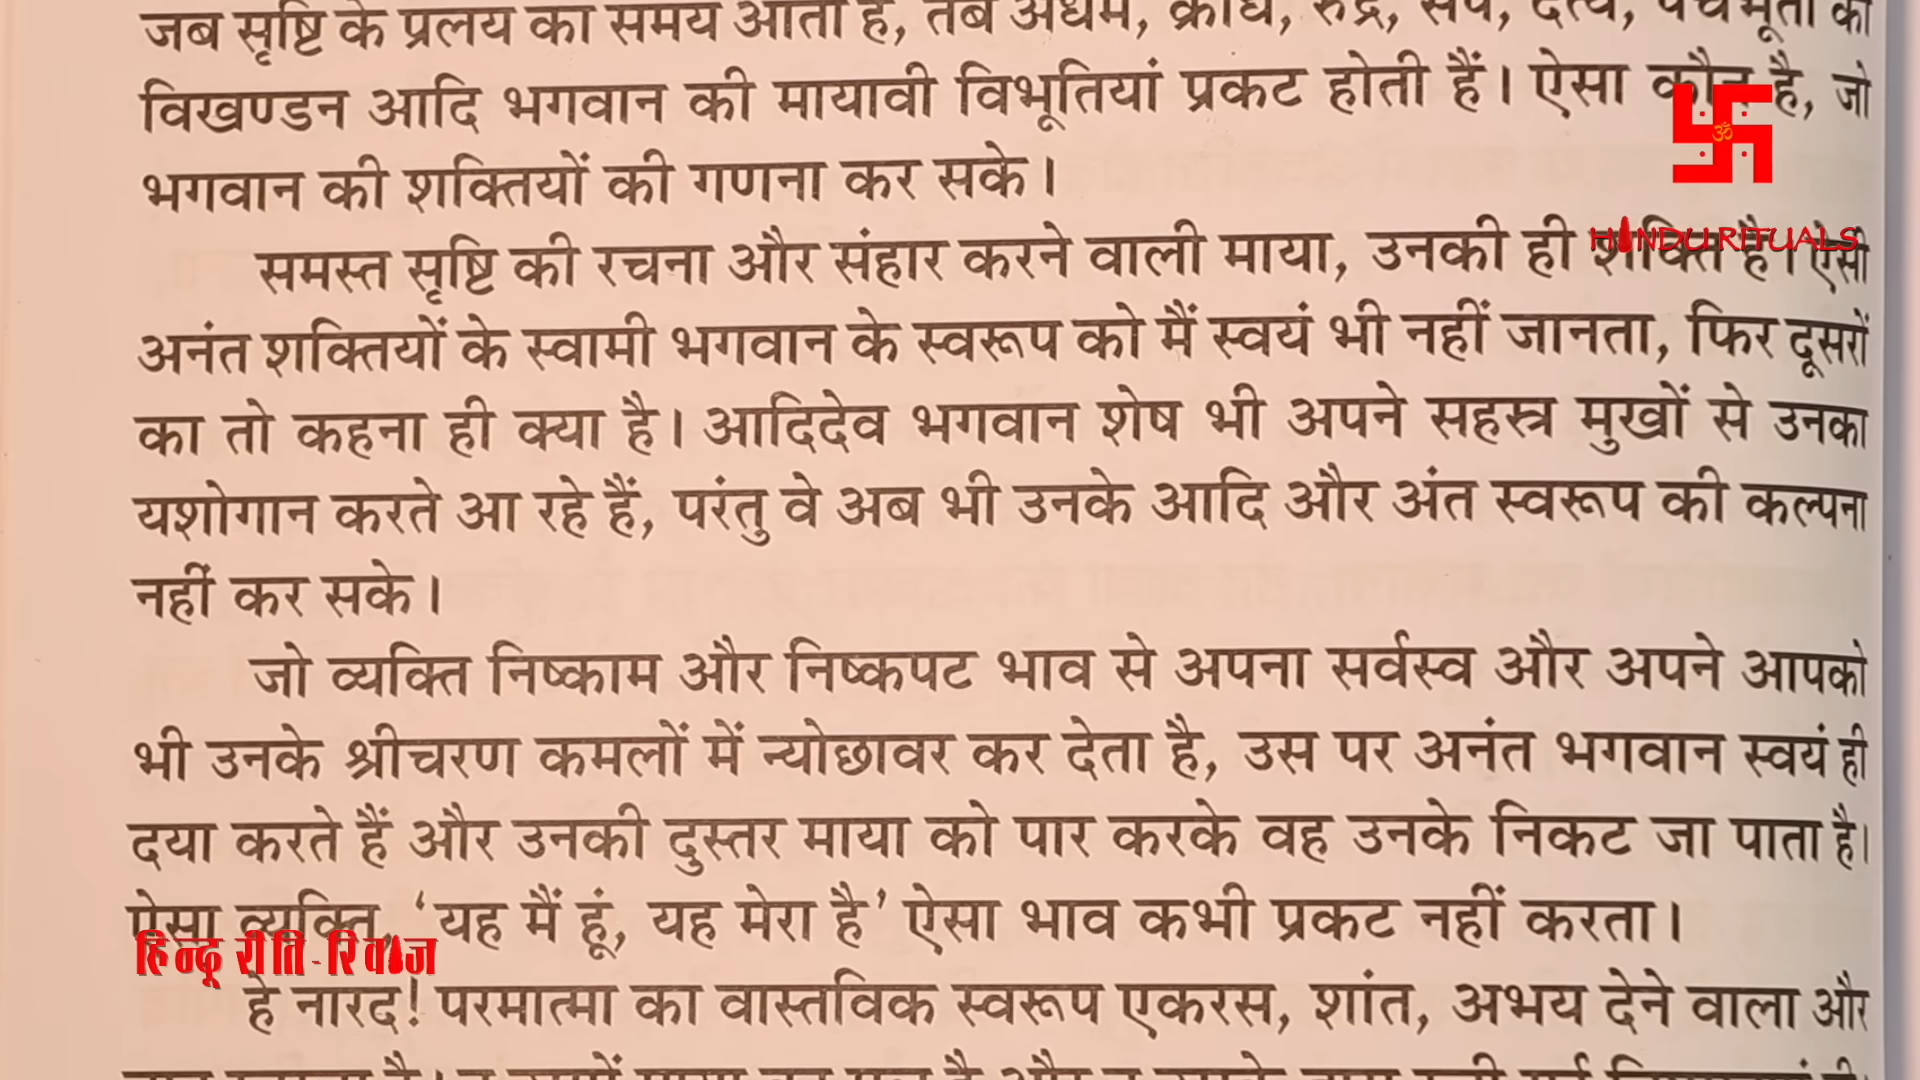 जब सृष्टि के प्रलय का समय आता है, तब अधर्म, क्रोध, रुद्र, सर्प, दैत्य, पंचभूतों का
विखण्डन आदि भगवान की मायावी विभूतियां प्रकट होती हैं। ऐसा कौन है, जो
भगवान की शक्तियों की गणना कर सके।
HINDU RITUALS
समस्त सृष्टि की रचना और संहार करने वाली माया, उनकी ही शक्ति है। ऐसी
अनंत शक्तियों के स्वामी भगवान के स्वरूप को मैं स्वयं भी नहीं जानता, फिर दूसरों
का तो कहना ही क्या है। आदिदेव भगवान शेष भी अपने सहस्त्र मुखों से उनका
यशोगान करते आ रहे हैं, परंतु वे अब भी उनके आदि और अंत स्वरूप की कल्पना
नहीं कर सके।
जो व्यक्ति निष्काम और निष्कपट भाव से अपना सर्वस्व और अपने आपको
भी उनके श्रीचरण कमलों में न्योछावर कर देता है, उस पर अनंत भगवान स्वयं ही
दया करते हैं और उनकी दुस्तर माया को पार करके वह उनके निकट जा पाता है।
ऐसा व्यक्ति, ‘यह मैं हूं, यह मेरा है’ ऐसा भाव कभी प्रकट नहीं करता।
हिन्दू रीति-रिवाज
हे नारद! परमात्मा का वास्तविक स्वरूप एकरस, शांत, अभय देने वाला और